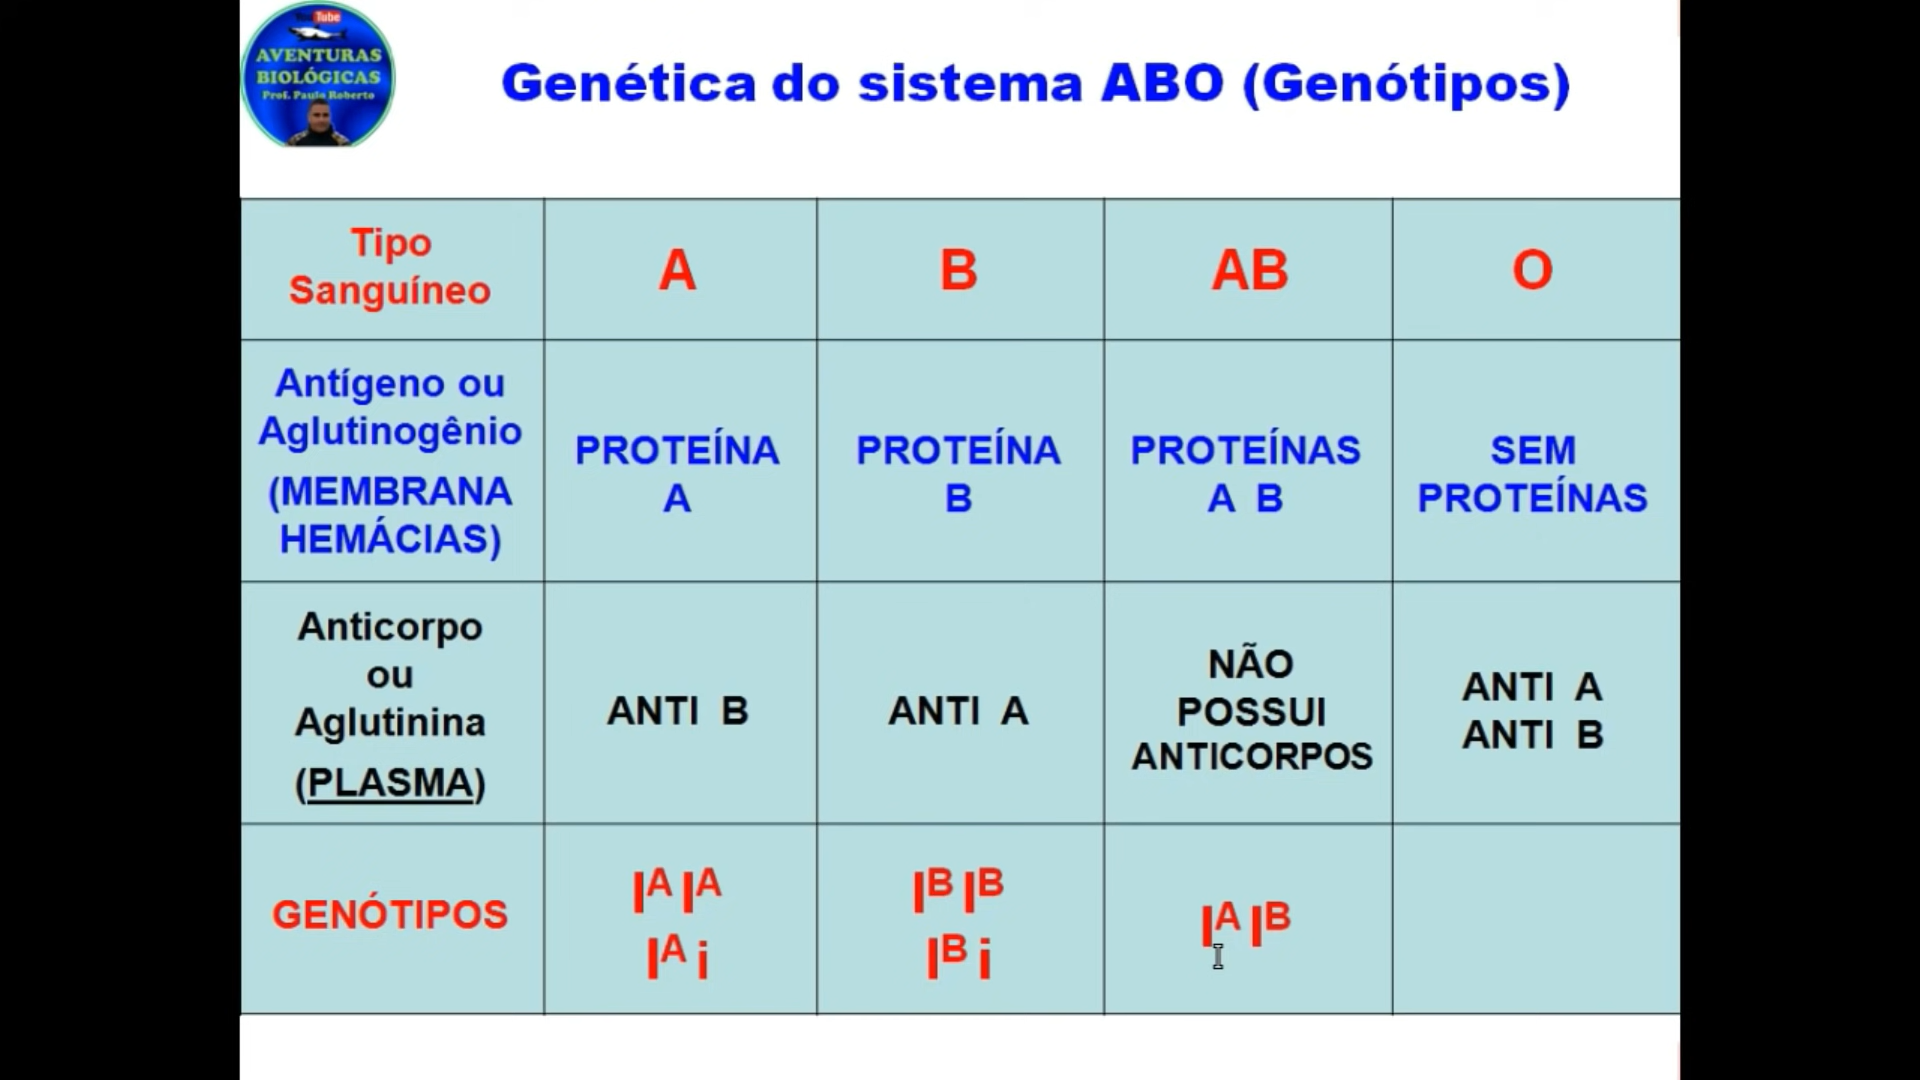 YouTube
AVENTURAS
BIOLÓGICAS
Prof. Paulo Roberto
Genética do sistema ABO (Genótipos)
Tipo
Sanguíneo
A
B
AB
O
Antígeno ou
Aglutinogênio
(MEMBRANA
HEMÁCIAS)
PROTEÍNA
A
PROTEÍNA
B
PROTEÍNAS
A B
SEM
PROTEÍNAS
Anticorpo
ou
Aglutinina
(PLASMA)
ANTI B
ANTI A
NÃO
POSSUI
ANTICORPOS
ANTI A
ANTI B
GENÓTIPOS
Iᴬ Iᴬ
Iᴬ i
Iᴮ Iᴮ
Iᴮ i
Iᴬ Iᴮ